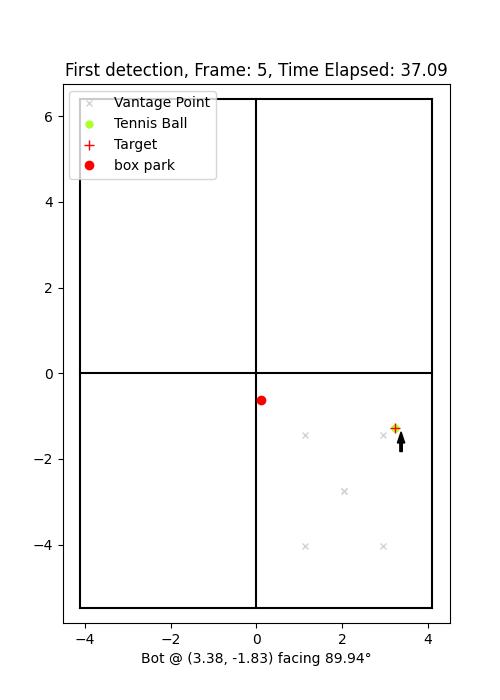 First detection, Frame: 5, Time Elapsed: 37.09
Vantage Point
Tennis Ball
Target
box park
6
4
2
0
−2
−4
−4 −2 0 2 4
Bot @ (3.38, -1.83) facing 89.94°